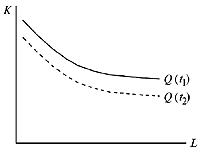 K
Q (t₁)
Q (t₂)
L